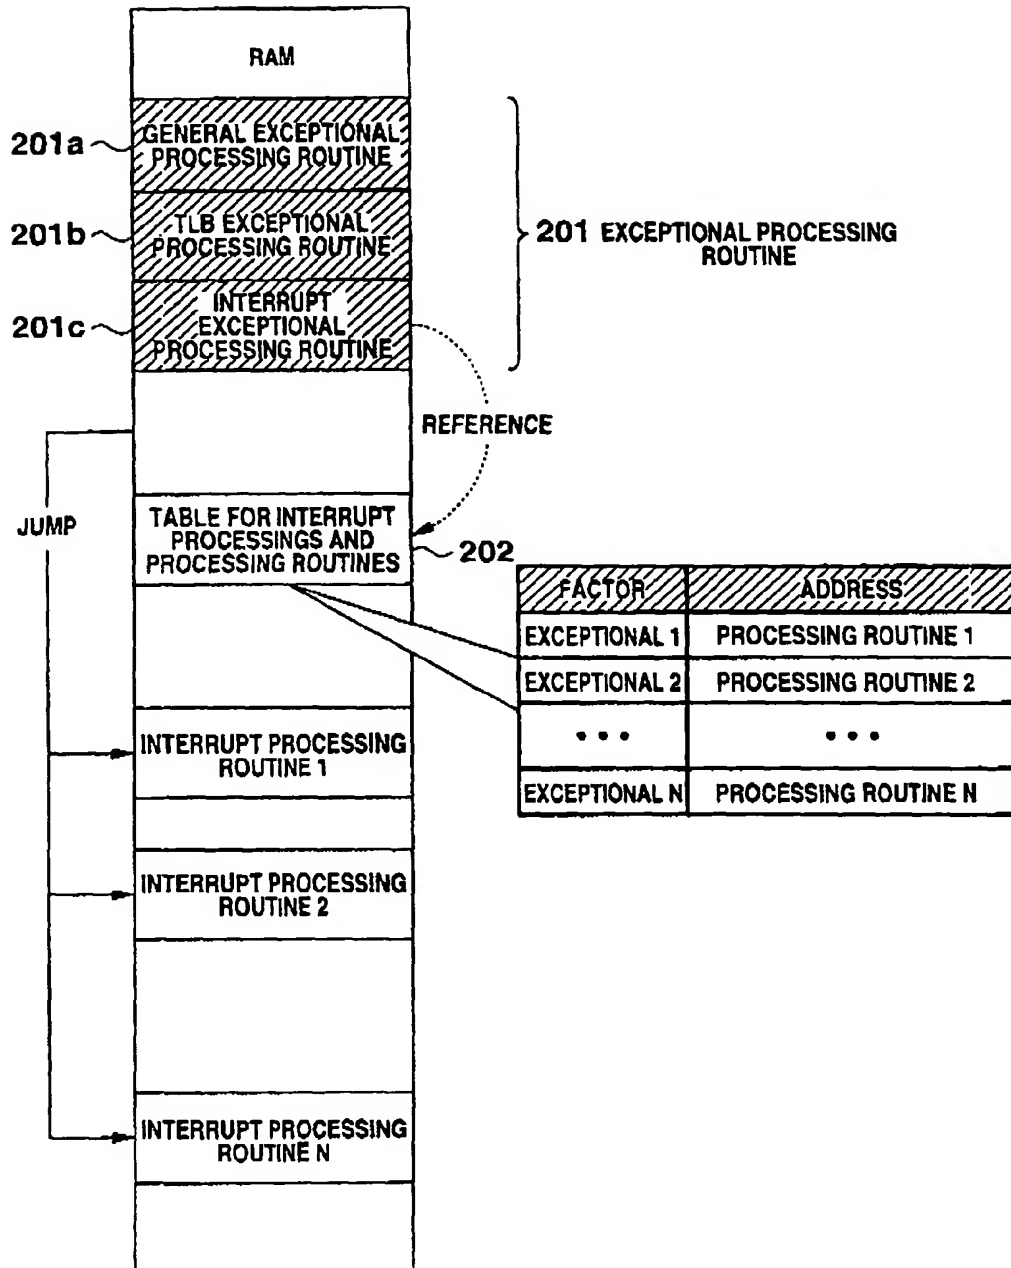 RAM
201a
GENERAL EXCEPTIONAL
PROCESSING ROUTINE
201b
TLB EXCEPTIONAL
PROCESSING ROUTINE
201 EXCEPTIONAL PROCESSING
ROUTINE
201c
INTERRUPT
EXCEPTIONAL
PROCESSING ROUTINE
REFERENCE
JUMP
TABLE FOR INTERRUPT
PROCESSINGS AND
PROCESSING ROUTINES
202
FACTOR ADDRESS
EXCEPTIONAL 1 PROCESSING ROUTINE 1
EXCEPTIONAL 2 PROCESSING ROUTINE 2
• • • • • •
EXCEPTIONAL N PROCESSING ROUTINE N
INTERRUPT PROCESSING
ROUTINE 1
INTERRUPT PROCESSING
ROUTINE 2
INTERRUPT PROCESSING
ROUTINE N